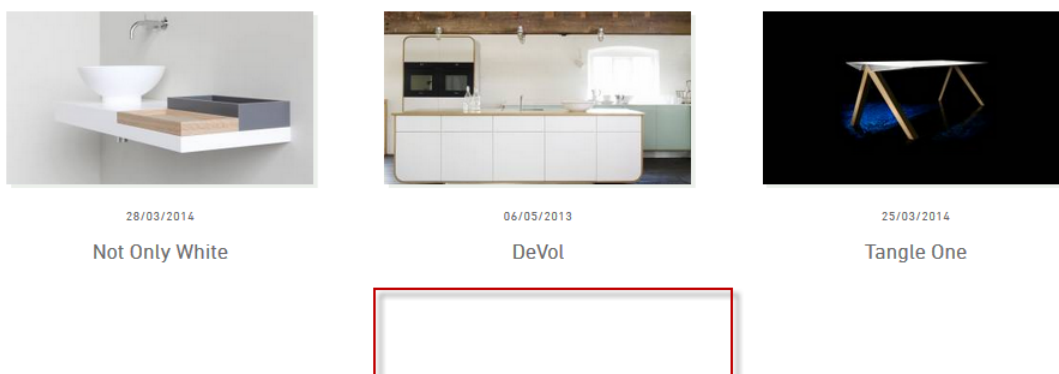 28/03/2014
Not Only White
06/05/2013
DeVol
25/03/2014
Tangle One